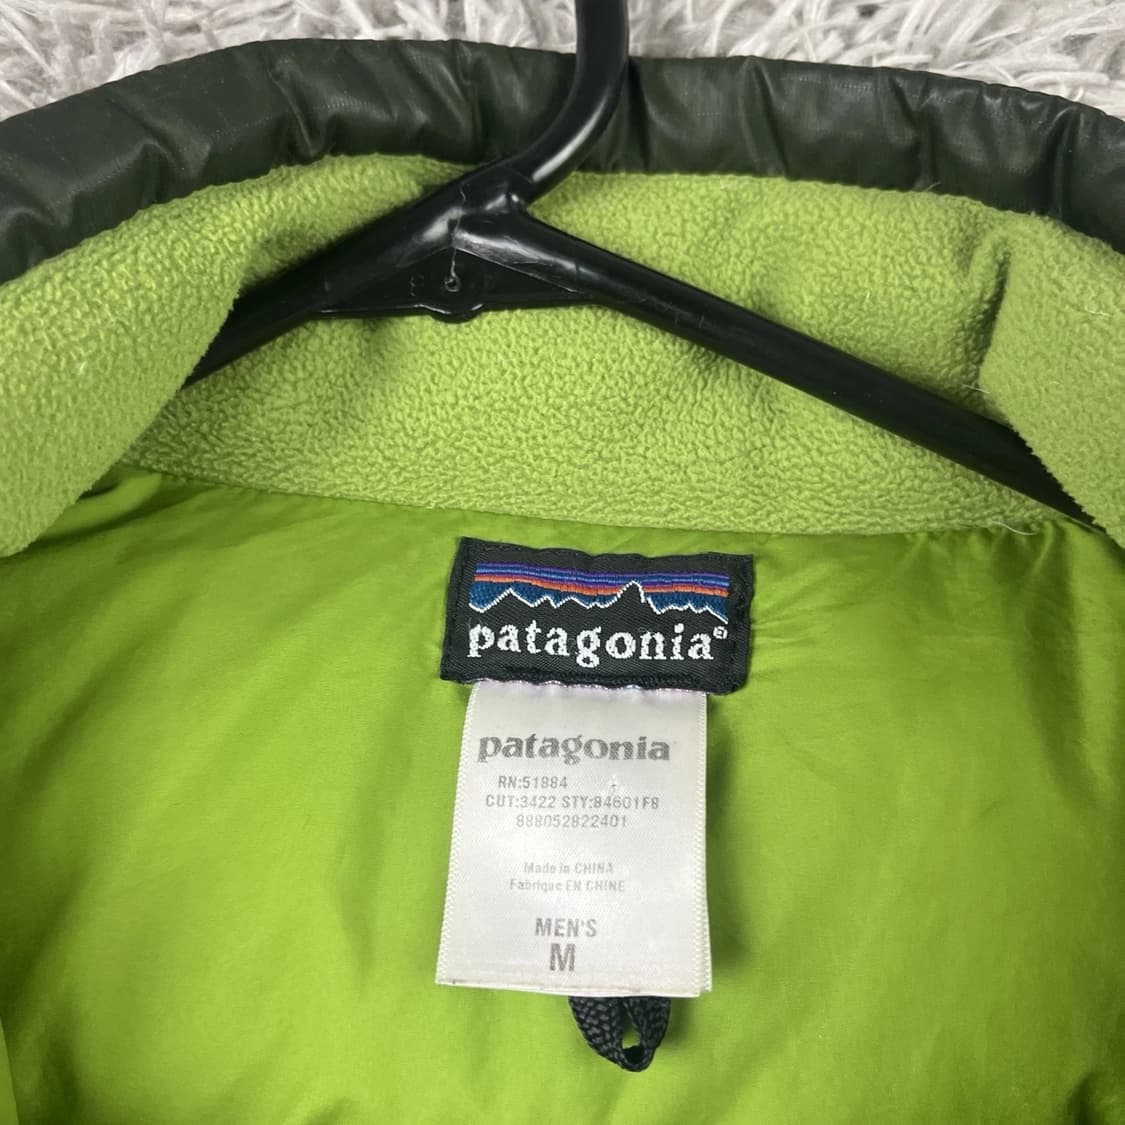 patagonia®
patagonia
RN:51884
CUT:3422 STY:84601F8
888052822401
Made in CHINA
Fabriqué EN CHINE
MEN'S
M